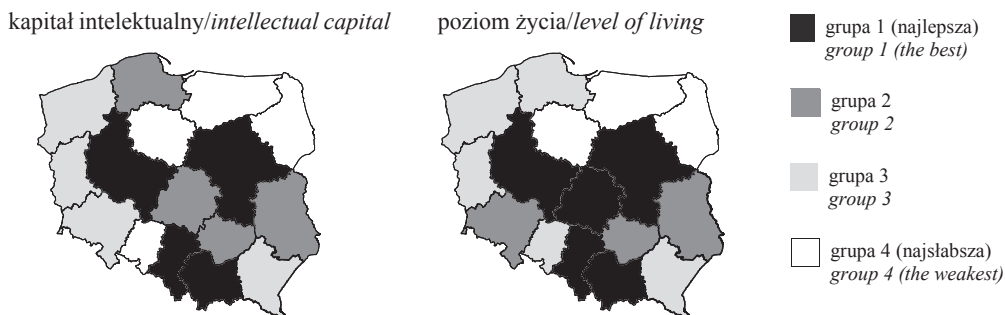 kapitał intelektualny/intellectual capital
poziom życia/level of living
grupa 1 (najlepsza)
group 1 (the best)
grupa 2
group 2
grupa 3
group 3
grupa 4 (najsłabsza)
group 4 (the weakest)